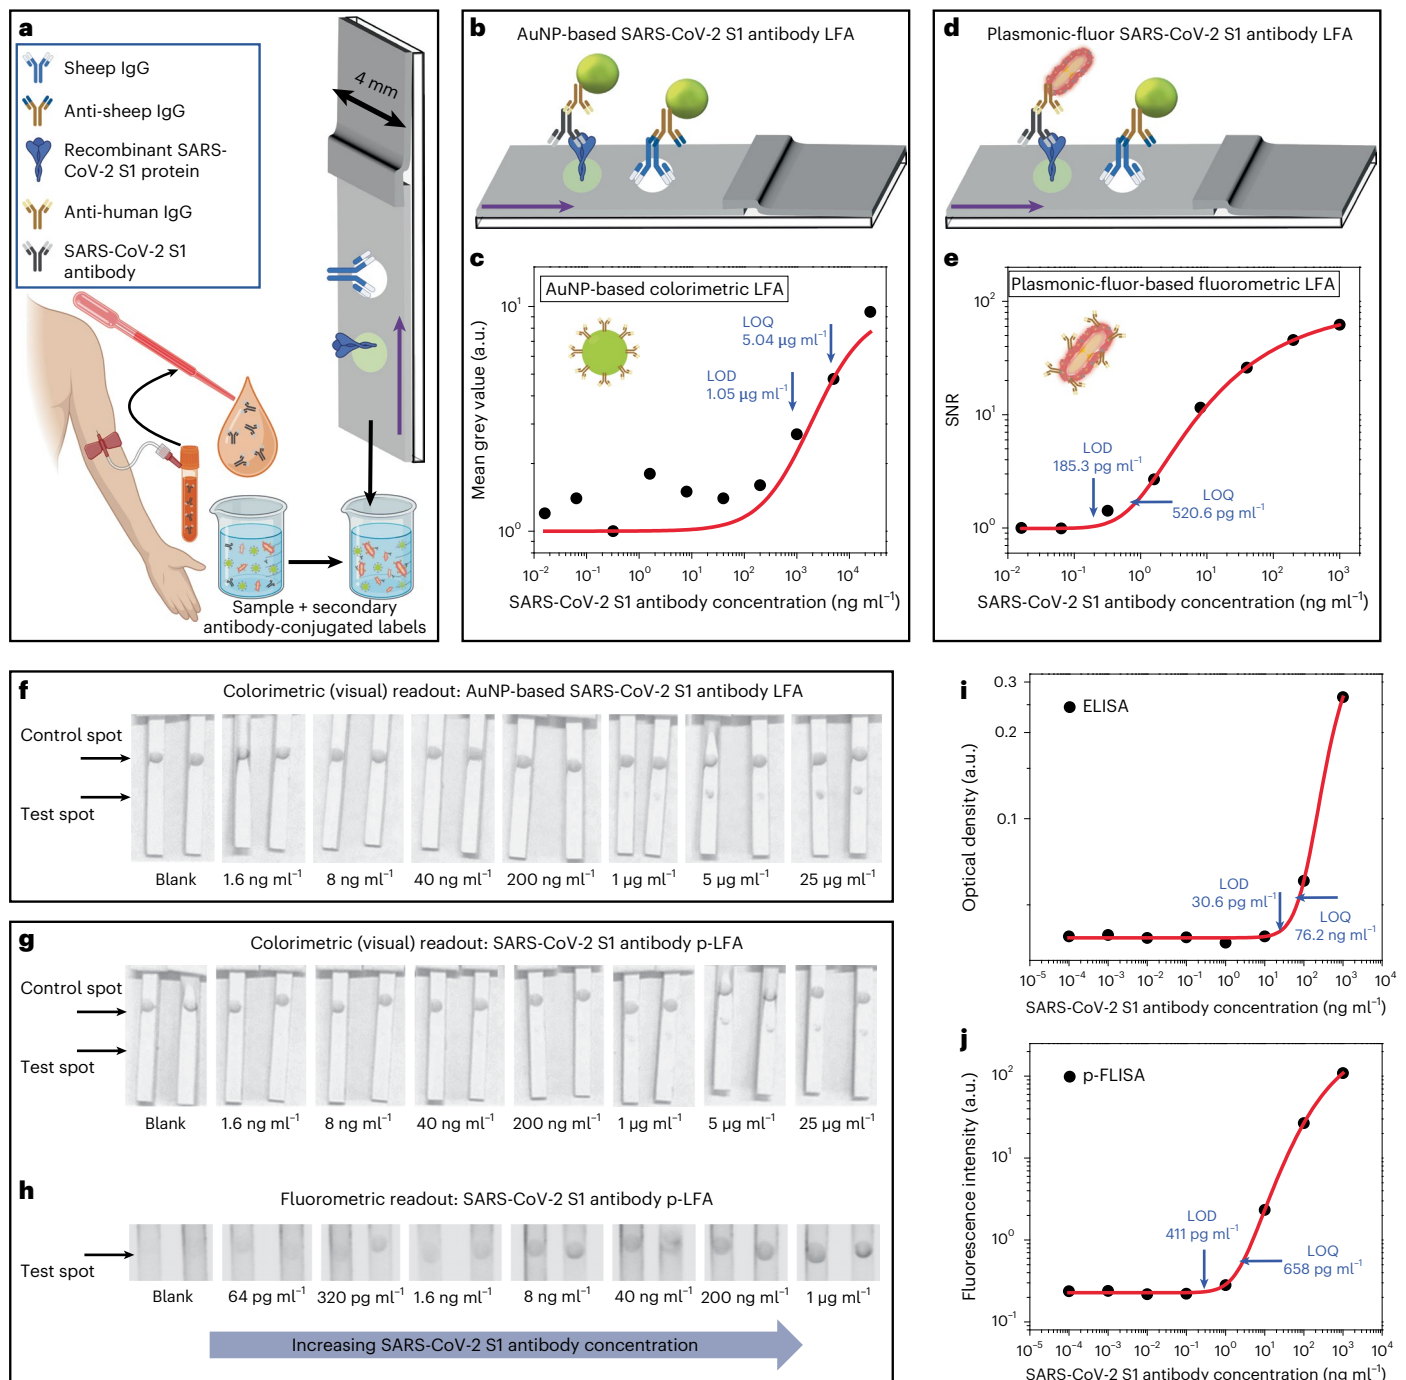 a
Sheep IgG
Anti-sheep IgG
Recombinant SARS-
CoV-2 S1 protein
Anti-human IgG
SARS-CoV-2 S1
antibody
4 mm
Sample + secondary
antibody-conjugated labels
b
AuNP-based SARS-CoV-2 S1 antibody LFA
c
AuNP-based colorimetric LFA
LOQ
5.04 µg ml⁻¹
LOD
1.05 µg ml⁻¹
Mean grey value (a.u.)
10¹
10⁰
10⁻² 10⁻¹ 10⁰ 10¹ 10² 10³ 10⁴
SARS-CoV-2 S1 antibody concentration (ng ml⁻¹)
d
Plasmonic-fluor SARS-CoV-2 S1 antibody LFA
e
Plasmonic-fluor-based fluorometric LFA
LOD
185.3 pg ml⁻¹
LOQ
520.6 pg ml⁻¹
SNR
10²
10¹
10⁰
10⁻² 10⁻¹ 10⁰ 10¹ 10² 10³
SARS-CoV-2 S1 antibody concentration (ng ml⁻¹)
f
Colorimetric (visual) readout: AuNP-based SARS-CoV-2 S1 antibody LFA
Control spot
Test spot
Blank 1.6 ng ml⁻¹ 8 ng ml⁻¹ 40 ng ml⁻¹ 200 ng ml⁻¹ 1 µg ml⁻¹ 5 µg ml⁻¹ 25 µg ml⁻¹
g
Colorimetric (visual) readout: SARS-CoV-2 S1 antibody p-LFA
Control spot
Test spot
Blank 1.6 ng ml⁻¹ 8 ng ml⁻¹ 40 ng ml⁻¹ 200 ng ml⁻¹ 1 µg ml⁻¹ 5 µg ml⁻¹ 25 µg ml⁻¹
h
Fluorometric readout: SARS-CoV-2 S1 antibody p-LFA
Test spot
Blank 64 pg ml⁻¹ 320 pg ml⁻¹ 1.6 ng ml⁻¹ 8 ng ml⁻¹ 40 ng ml⁻¹ 200 ng ml⁻¹ 1 µg ml⁻¹
Increasing SARS-CoV-2 S1 antibody concentration
i
ELISA
LOD
30.6 pg ml⁻¹
LOQ
76.2 ng ml⁻¹
Optical density (a.u.)
0.3
0.2
0.1
10⁻⁵ 10⁻⁴ 10⁻³ 10⁻² 10⁻¹ 10⁰ 10¹ 10² 10³ 10⁴
SARS-CoV-2 S1 antibody concentration (ng ml⁻¹)
j
p-FLISA
LOD
411 pg ml⁻¹
LOQ
658 pg ml⁻¹
Fluorescence intensity (a.u.)
10²
10¹
10⁰
10⁻¹
10⁻⁵ 10⁻⁴ 10⁻³ 10⁻² 10⁻¹ 10⁰ 10¹ 10² 10³ 10⁴
SARS-CoV-2 S1 antibody concentration (ng ml⁻¹)